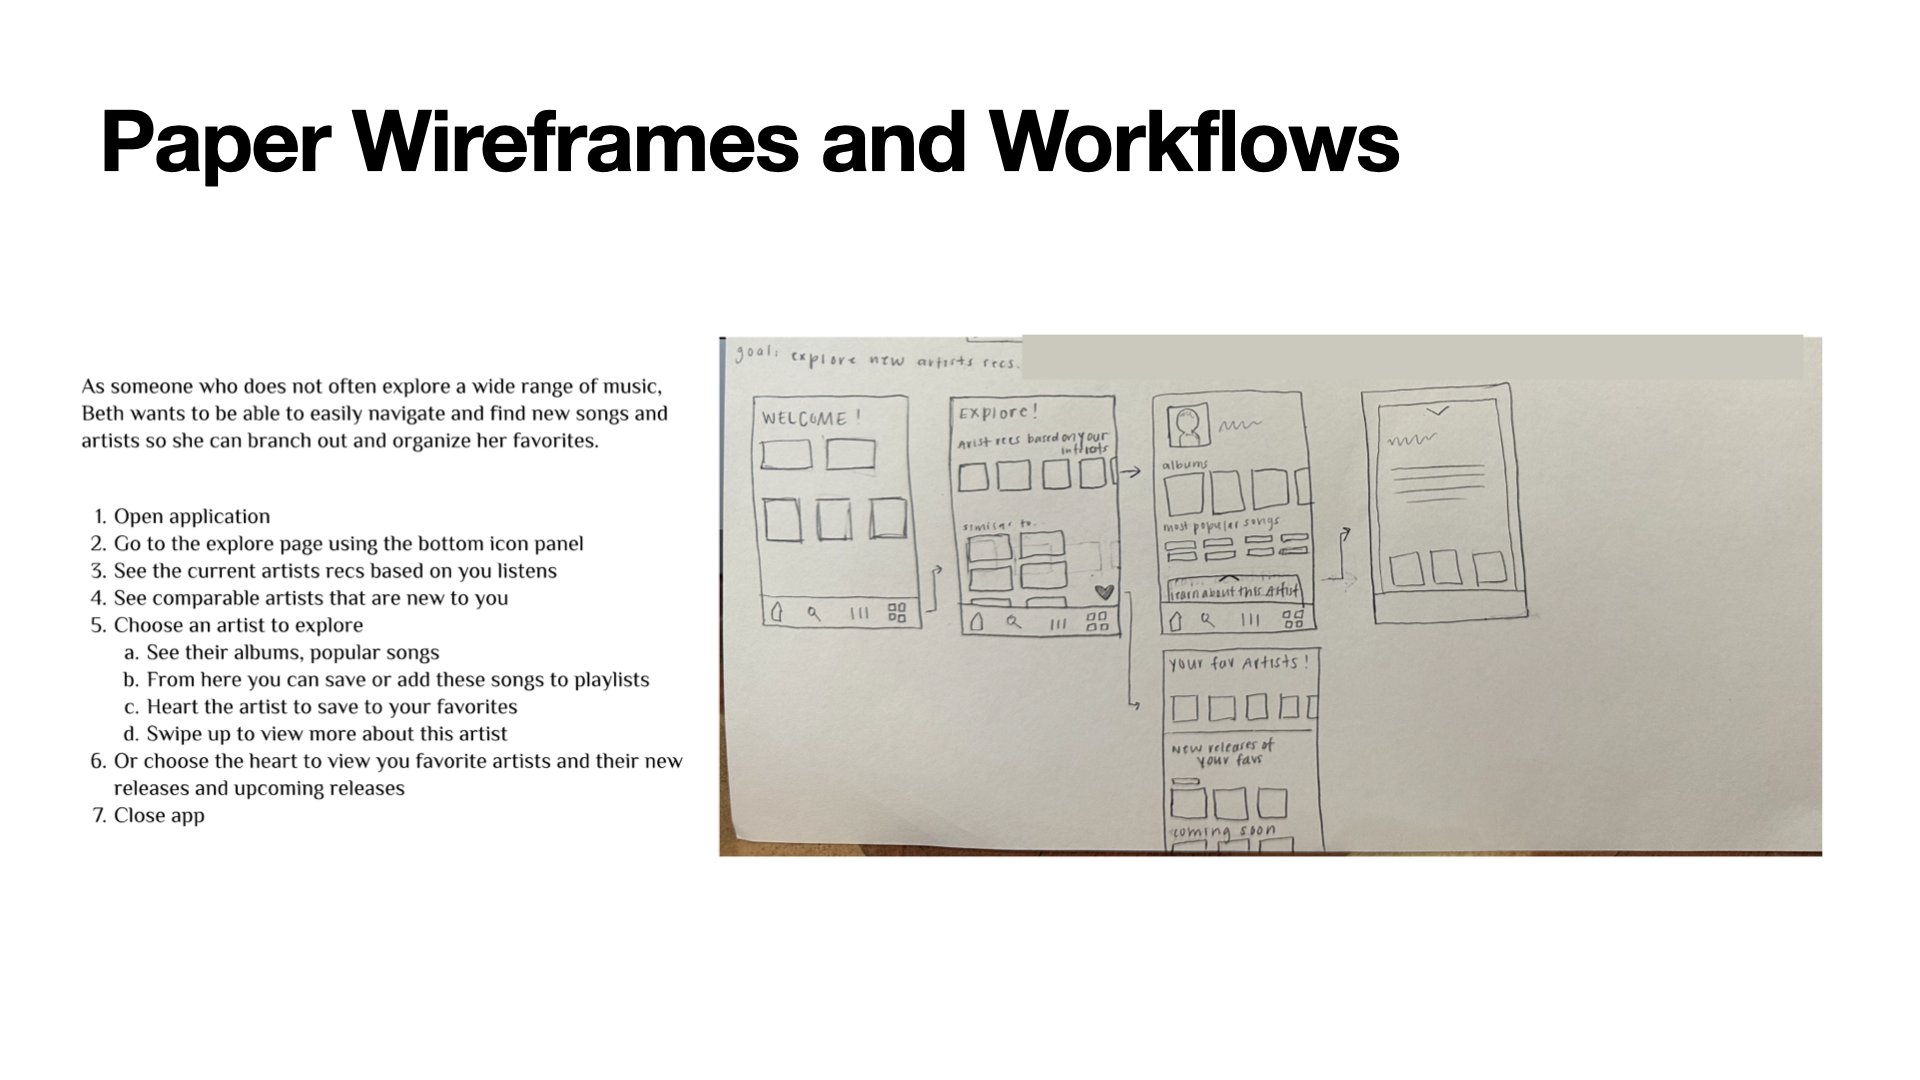 Paper Wireframes and Workflows
As someone who does not often explore a wide range of music,
Beth wants to be able to easily navigate and find new songs and
artists so she can branch out and organize her favorites.
1. Open application
2. Go to the explore page using the bottom icon panel
3. See the current artists recs based on you listens
4. See comparable artists that are new to you
5. Choose an artist to explore
a. See their albums, popular songs
b. From here you can save or add these songs to playlists
c. Heart the artist to save to your favorites
d. Swipe up to view more about this artist
6. Or choose the heart to view you favorite artists and their new
releases and upcoming releases
7. Close app
goal: explore new artists recs.
WELCOME!
Explore!
Artist recs based on your
similar to.
albums
most popular songs
learn about this Artist
Your fav Artists!
New releases of
your favs
coming soon